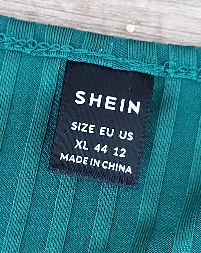 SHEIN
SIZE EU US
XL 44 12
MADE IN CHINA